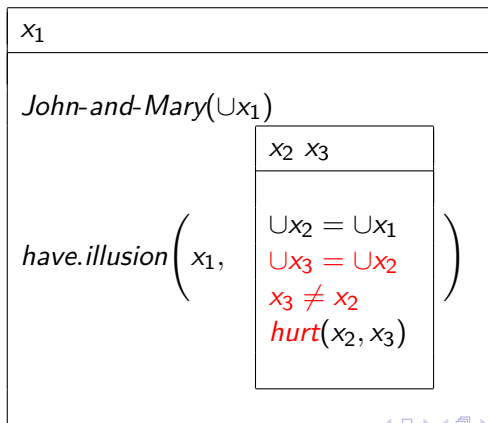 x₁
John-and-Mary(∪x₁)
x₂ x₃
have.illusion(x₁,
∪x₂ = ∪x₁
∪x₃ = ∪x₂
x₃ ≠ x₂
hurt(x₂, x₃)
)